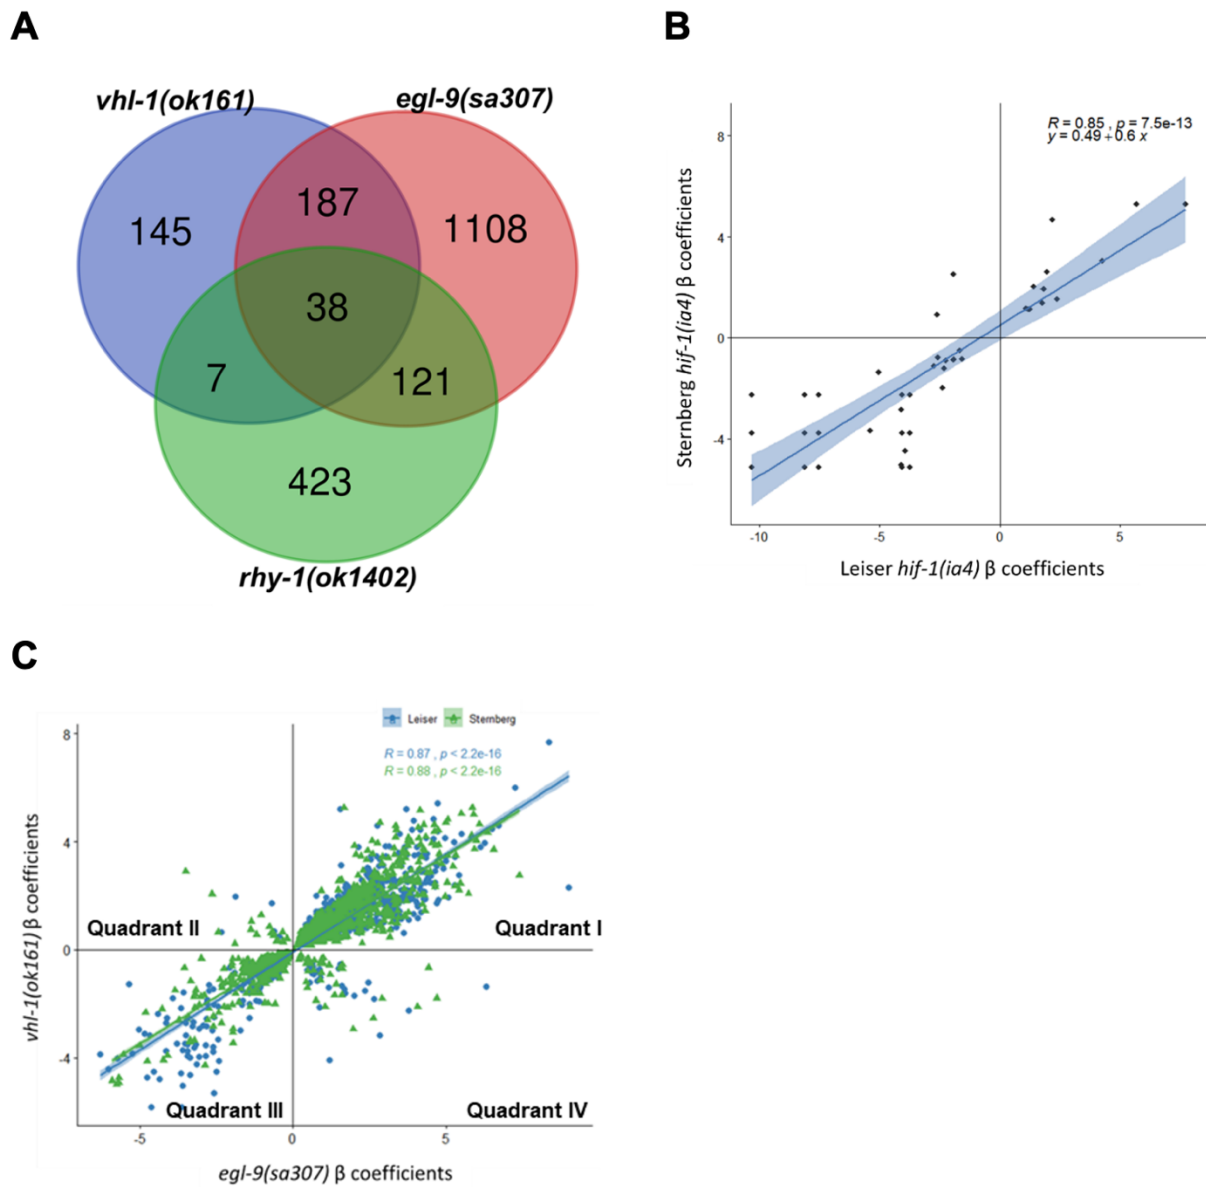 A
vhl-1(ok161)
egl-9(sa307)
187
145
1108
38
7
121
423
rhy-1(ok1402)
B
R = 0.85 , p = 7.5e-13
y = 0.49 + 0.6 x
8
4
0
-4
-10
-5
0
5
Sternberg hif-1(ia4) β coefficients
Leiser hif-1(ia4) β coefficients
C
Leiser
Sternberg
R = 0.87 , p < 2.2e-16
R = 0.88 , p < 2.2e-16
8
4
0
-4
Quadrant II
Quadrant I
Quadrant III
Quadrant IV
-5
0
5
vhl-1(ok161) β coefficients
egl-9(sa307) β coefficients